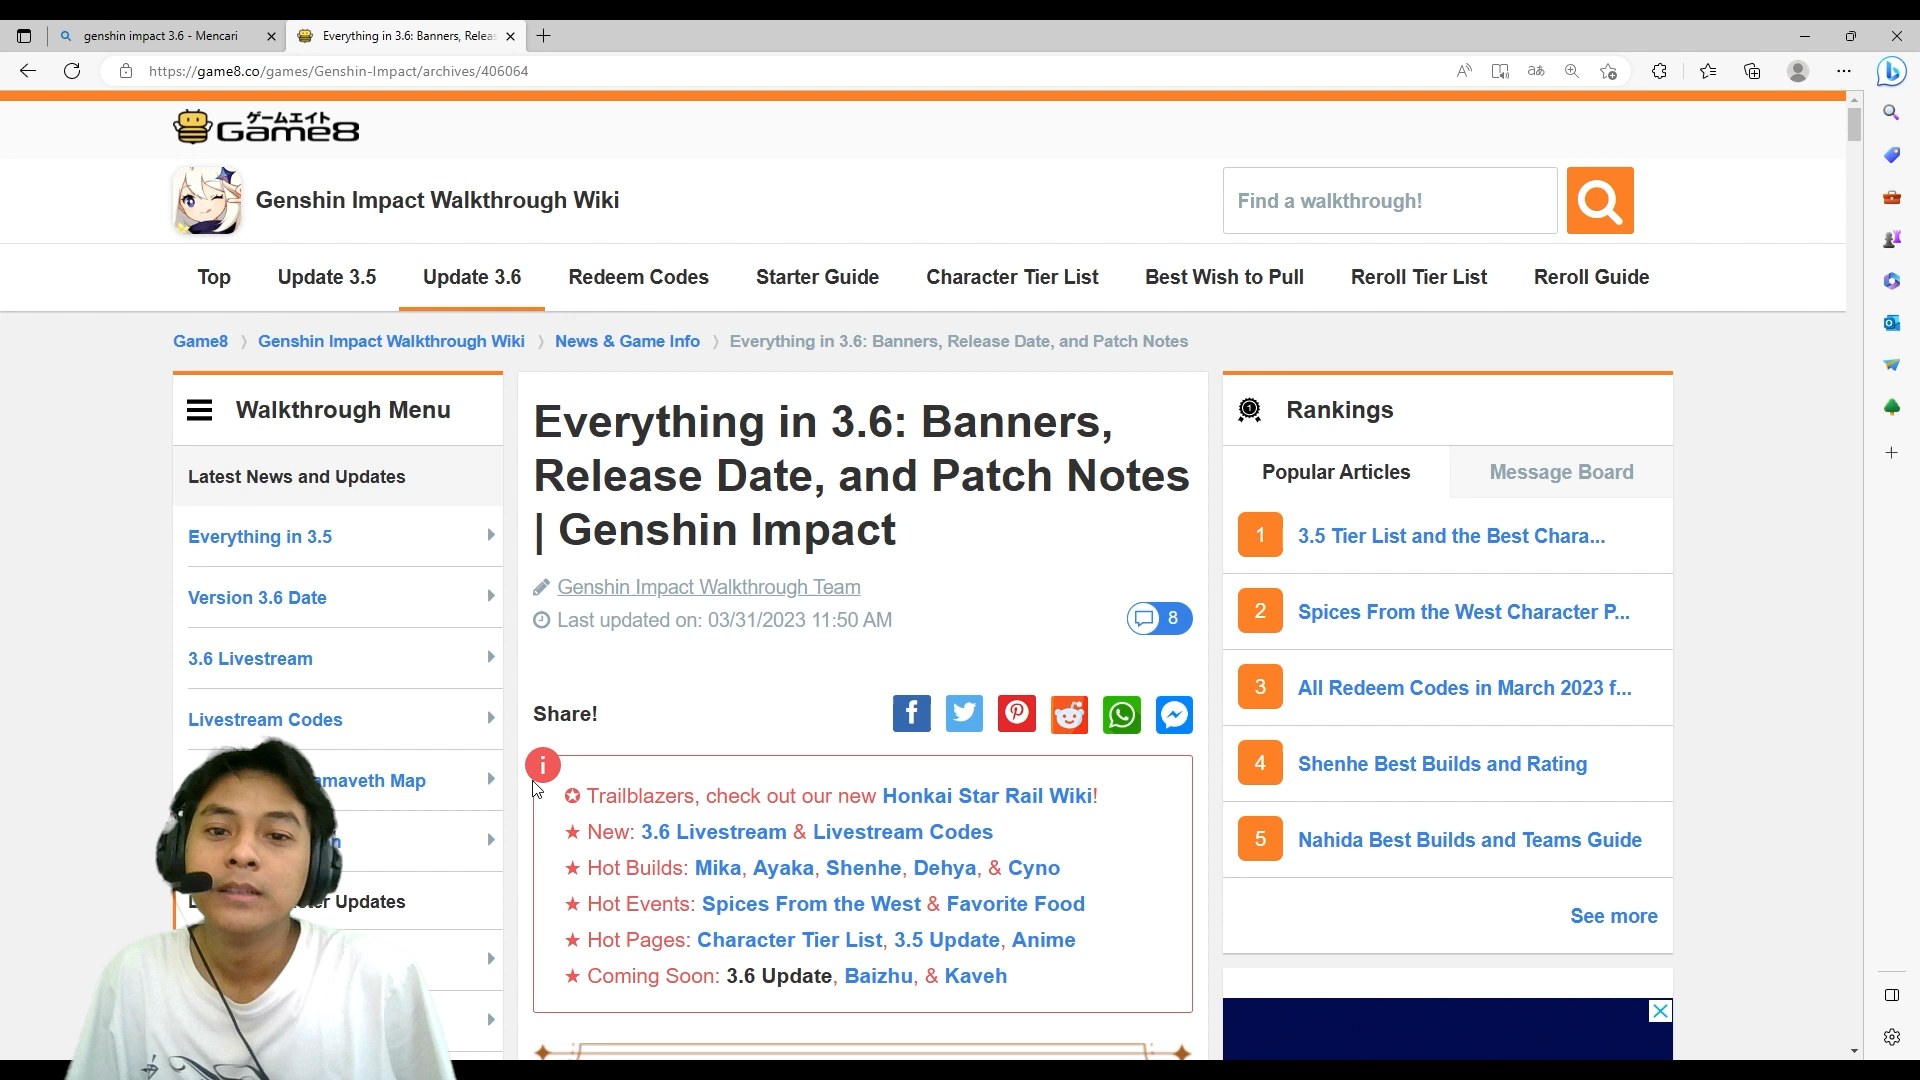 genshin impact 3.6 - Mencari
Everything in 3.6: Banners, Releas
https://game8.co/games/Genshin-Impact/archives/406064
ゲームエイト
Game8
Genshin Impact Walkthrough Wiki
Find a walkthrough!
Top
Update 3.5
Update 3.6
Redeem Codes
Starter Guide
Character Tier List
Best Wish to Pull
Reroll Tier List
Reroll Guide
Game8 〉 Genshin Impact Walkthrough Wiki 〉 News & Game Info 〉 Everything in 3.6: Banners, Release Date, and Patch Notes
Walkthrough Menu
Latest News and Updates
Everything in 3.5
Version 3.6 Date
3.6 Livestream
Livestream Codes
Map
Updates
Everything in 3.6: Banners,
Release Date, and Patch Notes
| Genshin Impact
Genshin Impact Walkthrough Team
Last updated on: 03/31/2023 11:50 AM
8
Share!
✪ Trailblazers, check out our new Honkai Star Rail Wiki!
★ New: 3.6 Livestream & Livestream Codes
★ Hot Builds: Mika, Ayaka, Shenhe, Dehya, & Cyno
★ Hot Events: Spices From the West & Favorite Food
★ Hot Pages: Character Tier List, 3.5 Update, Anime
★ Coming Soon: 3.6 Update, Baizhu, & Kaveh
Rankings
Popular Articles
Message Board
1 3.5 Tier List and the Best Chara...
2 Spices From the West Character P...
3 All Redeem Codes in March 2023 f...
4 Shenhe Best Builds and Rating
5 Nahida Best Builds and Teams Guide
See more